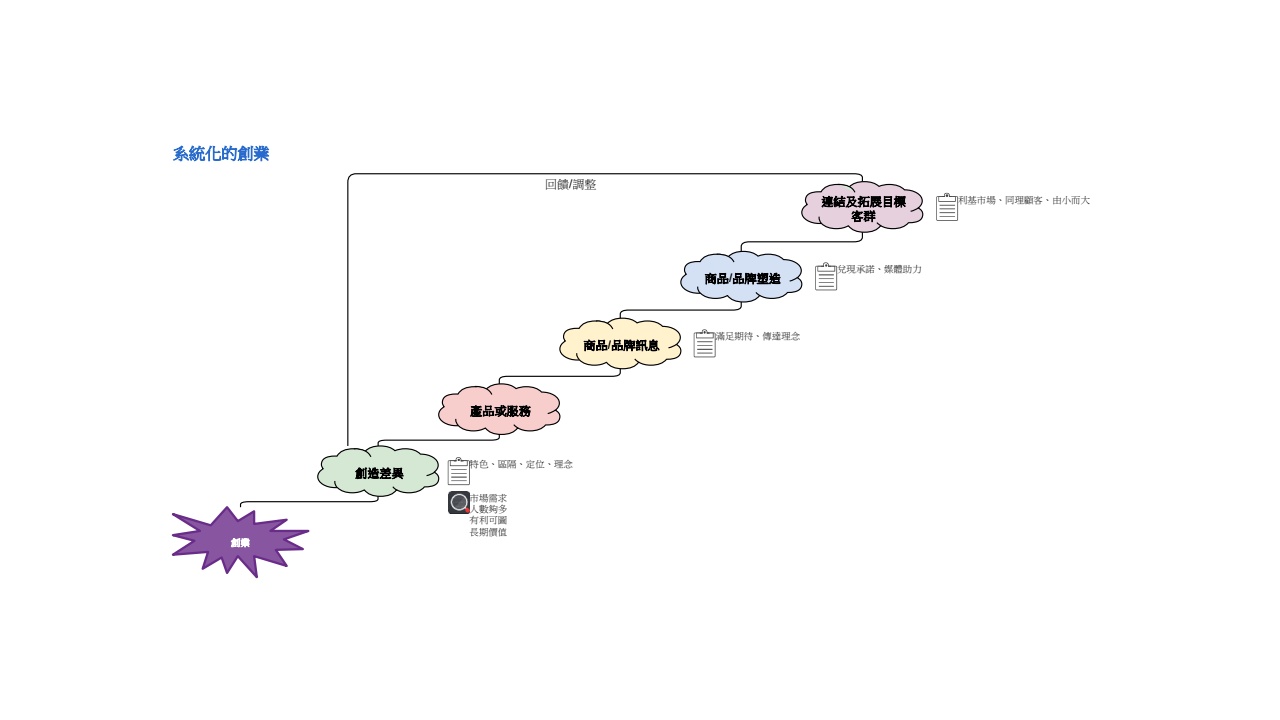 系統化的創業
回饋/調整
連結及拓展目標
客群
利基市場、同理顧客、由小而大
商品/品牌塑造
兌現承諾、媒體助力
商品/品牌訊息
滿足期待、傳達理念
產品或服務
創造差異
特色、區隔、定位、理念
市場需求
人數夠多
有利可圖
長期價值
創業